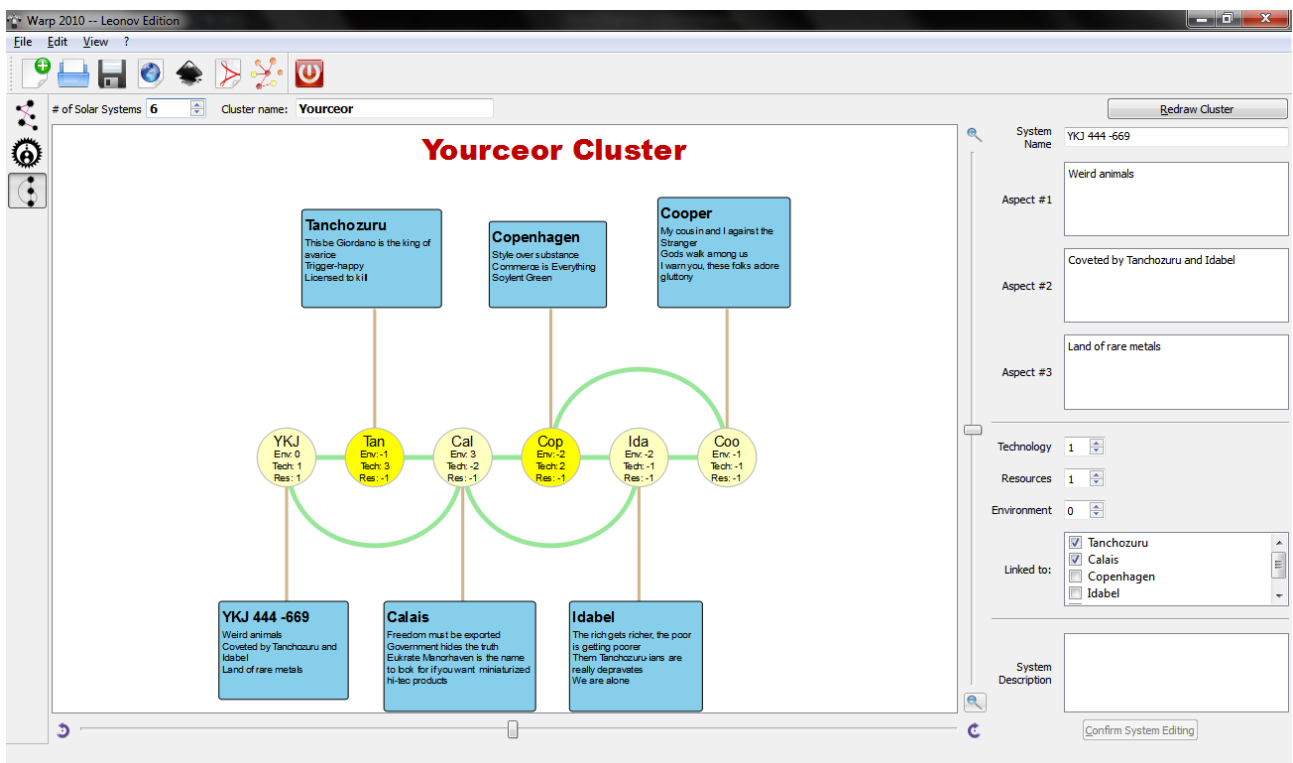 Warp 2010 -- Leonov Edition
File Edit View ?
# of Solar Systems 6 Cluster name: Yourceor
Redraw Cluster
Yourceor Cluster
Tanchozuru
This be Giordano is the king of
avarice
Trigger-happy
Licensed to kill
Copenhagen
Style over substance
Commerce is Everything
Soylent Green
Cooper
My cousin and I against the
Stranger
Gods walk among us
I warn you, these folks adore
gluttony
YKJ
Env: 0
Tech: 1
Res: 1
Tan
Env: -1
Tech: 3
Res: -1
Cal
Env: 3
Tech: -2
Res: -1
Cop
Env: -2
Tech: 2
Res: -1
Ida
Env: -2
Tech: -1
Res: -1
Coo
Env: -1
Tech: -1
Res: -1
YKJ 444 -669
Weird animals
Coveted by Tanchozuru and
Idabel
Land of rare metals
Calais
Freedom must be exported
Government hides the truth
Eukrate Manorhaven is the name
to look for if you want miniaturized
hi-tec products
Idabel
The rich gets richer, the poor
is getting poorer
Them Tanchozuru-ians are
really depravates
We are alone
System
Name
YKJ 444 -669
Aspect #1
Weird animals
Aspect #2
Coveted by Tanchozuru and Idabel
Aspect #3
Land of rare metals
Technology 1
Resources 1
Environment 0
Linked to:
Tanchozuru
Calais
Copenhagen
Idabel
System
Description
Confirm System Editing